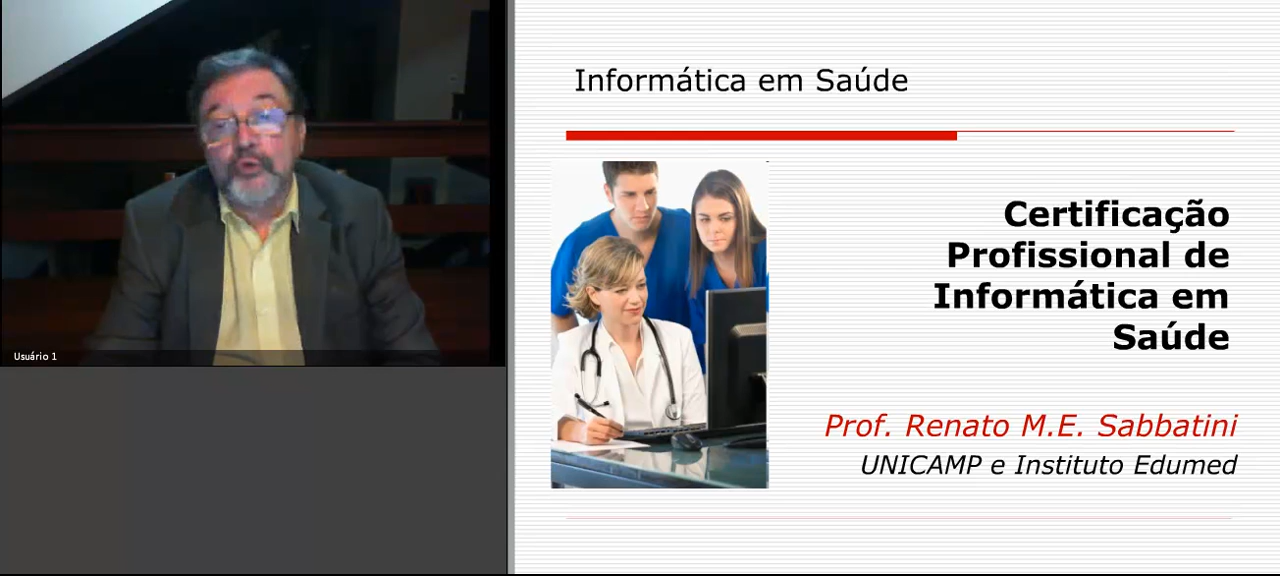 Usuário 1
Informática em Saúde
Certificação
Profissional de
Informática em
Saúde
Prof. Renato M.E. Sabbatini
UNICAMP e Instituto Edumed